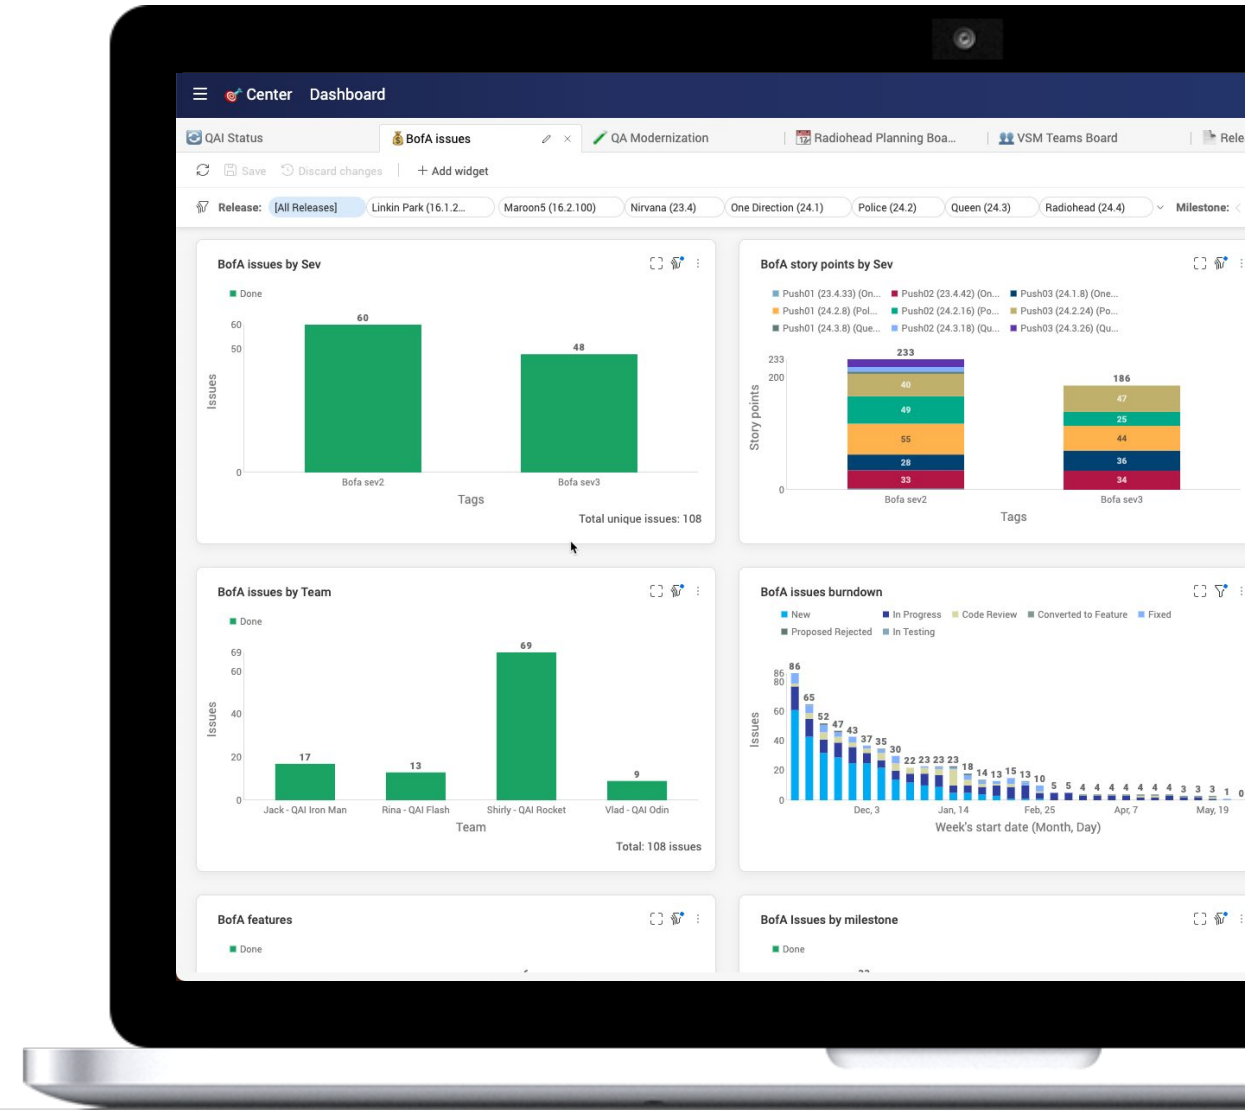 Center Dashboard
QAI Status
BofA issues
QA Modernization
Radiohead Planning Boa...
VSM Teams Board
Rele
Save
Discard changes
+ Add widget
Release:
[All Releases]
Linkin Park (16.1.2...
Maroon5 (16.2.100)
Nirvana (23.4)
One Direction (24.1)
Police (24.2)
Queen (24.3)
Radiohead (24.4)
Milestone:
BofA issues by Sev
Done
60
60
50
48
0
Issues
Bofa sev2
Bofa sev3
Tags
Total unique issues: 108
BofA story points by Sev
Push01 (23.4.33) (On...
Push02 (23.4.42) (On...
Push03 (24.1.8) (One...
Push01 (24.2.8) (Pol...
Push02 (24.2.16) (Po...
Push03 (24.2.24) (Po...
Push01 (24.3.8) (Que...
Push02 (24.3.18) (Qu...
Push03 (24.3.26) (Qu...
233
233
200
0
Story points
40
49
55
28
33
186
47
25
44
36
34
Bofa sev2
Bofa sev3
Tags
BofA issues by Team
Done
69
60
40
20
0
Issues
17
13
69
9
Jack - QAI Iron Man
Rina - QAI Flash
Shirly - QAI Rocket
Vlad - QAI Odin
Team
Total: 108 issues
BofA issues burndown
New
In Progress
Code Review
Converted to Feature
Fixed
Proposed Rejected
In Testing
86
80
60
40
20
0
Issues
86
65
52
47
43
37
35
30
22
23
23
23
18
14
13
15
13
10
5
5
4
4
4
4
4
4
4
3
3
3
1
0
Dec, 3
Jan, 14
Feb, 25
Apr, 7
May, 19
Week's start date (Month, Day)
BofA features
Done
BofA Issues by milestone
Done